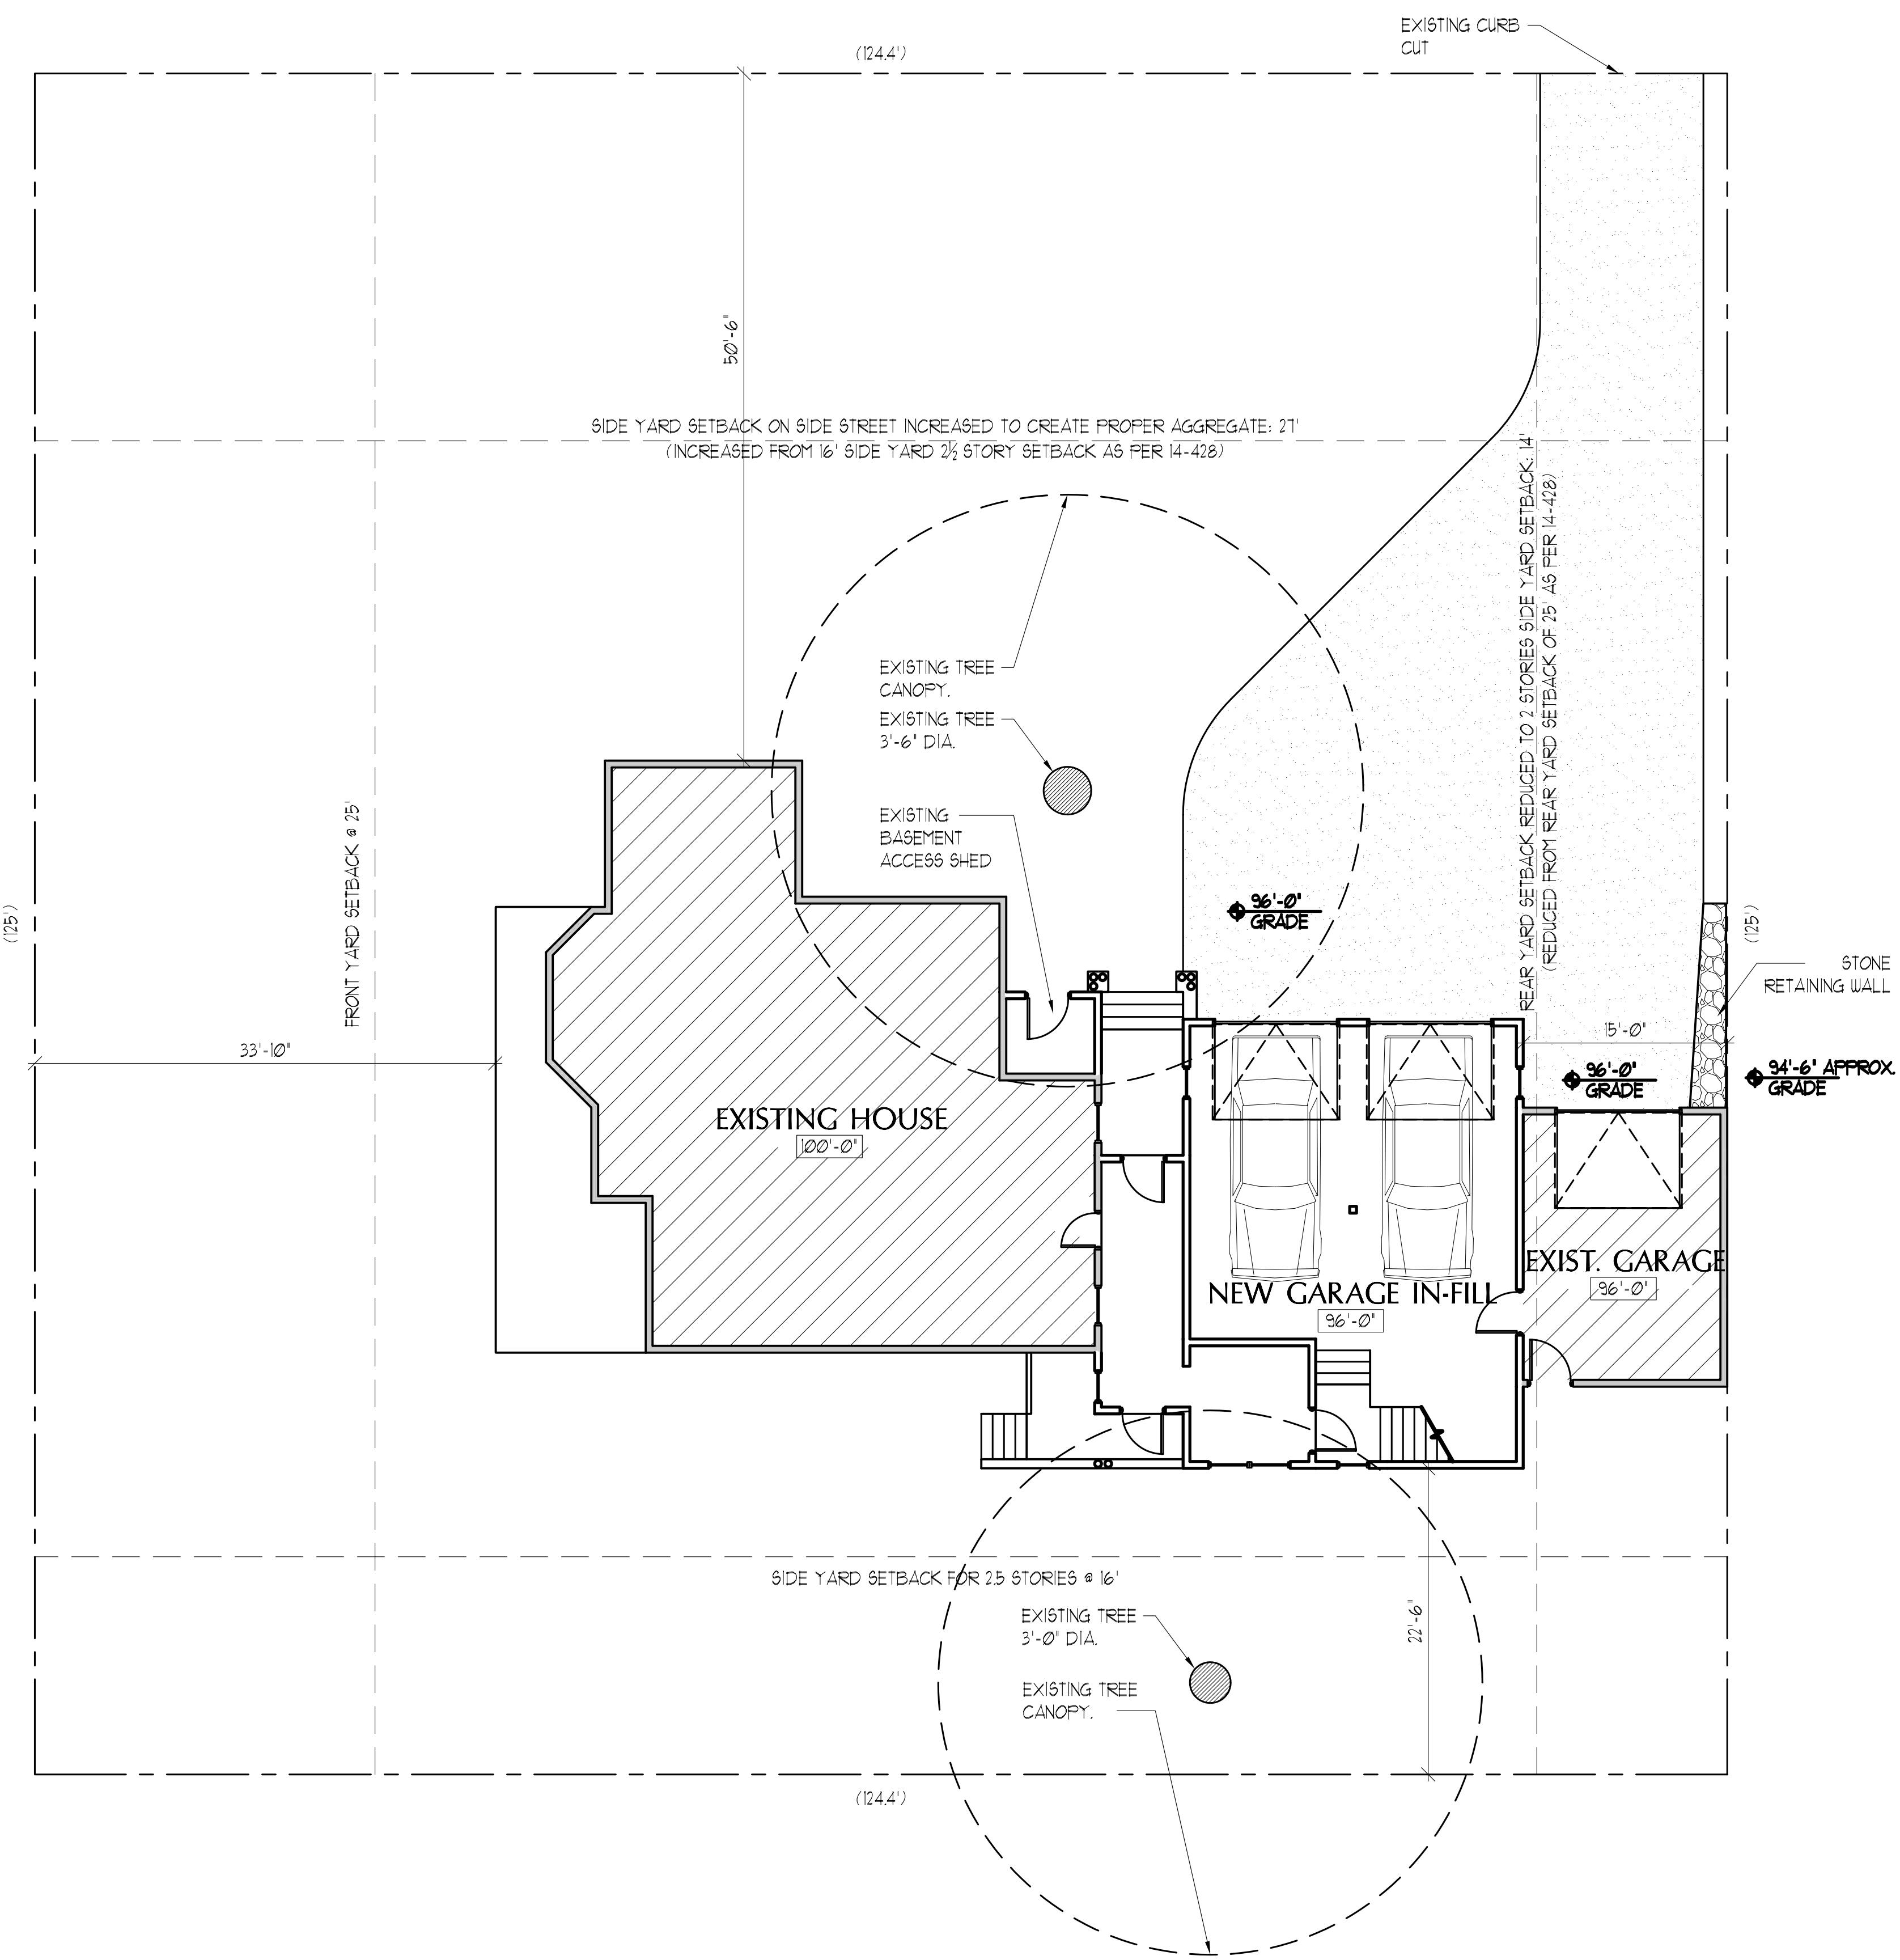 EXISTING CURB
CUT
(124.4')
50'-6"
SIDE YARD SETBACK ON SIDE STREET INCREASED TO CREATE PROPER AGGREGATE: 27'
(INCREASED FROM 16' SIDE YARD 2½ STORY SETBACK AS PER 14-428)
REAR YARD SETBACK REDUCED TO 2 STORIES SIDE YARD SETBACK: 14'
(REDUCED FROM REAR YARD SETBACK OF 25' AS PER 14-428)
EXISTING TREE
CANOPY.
EXISTING TREE
3'-6" DIA.
EXISTING
BASEMENT
ACCESS SHED
FRONT YARD SETBACK @ 25'
(125')
96'-0"
GRADE
(125')
STONE
RETAINING WALL
15'-0"
33'-10"
96'-0"
GRADE
94'-6" APPROX.
GRADE
EXISTING HOUSE
100'-0"
EXIST. GARAGE
96'-0"
NEW GARAGE IN-FILL
96'-0"
SIDE YARD SETBACK FOR 2.5 STORIES @ 16'
EXISTING TREE
3'-0" DIA.
22'-6"
EXISTING TREE
CANOPY.
(124.4')